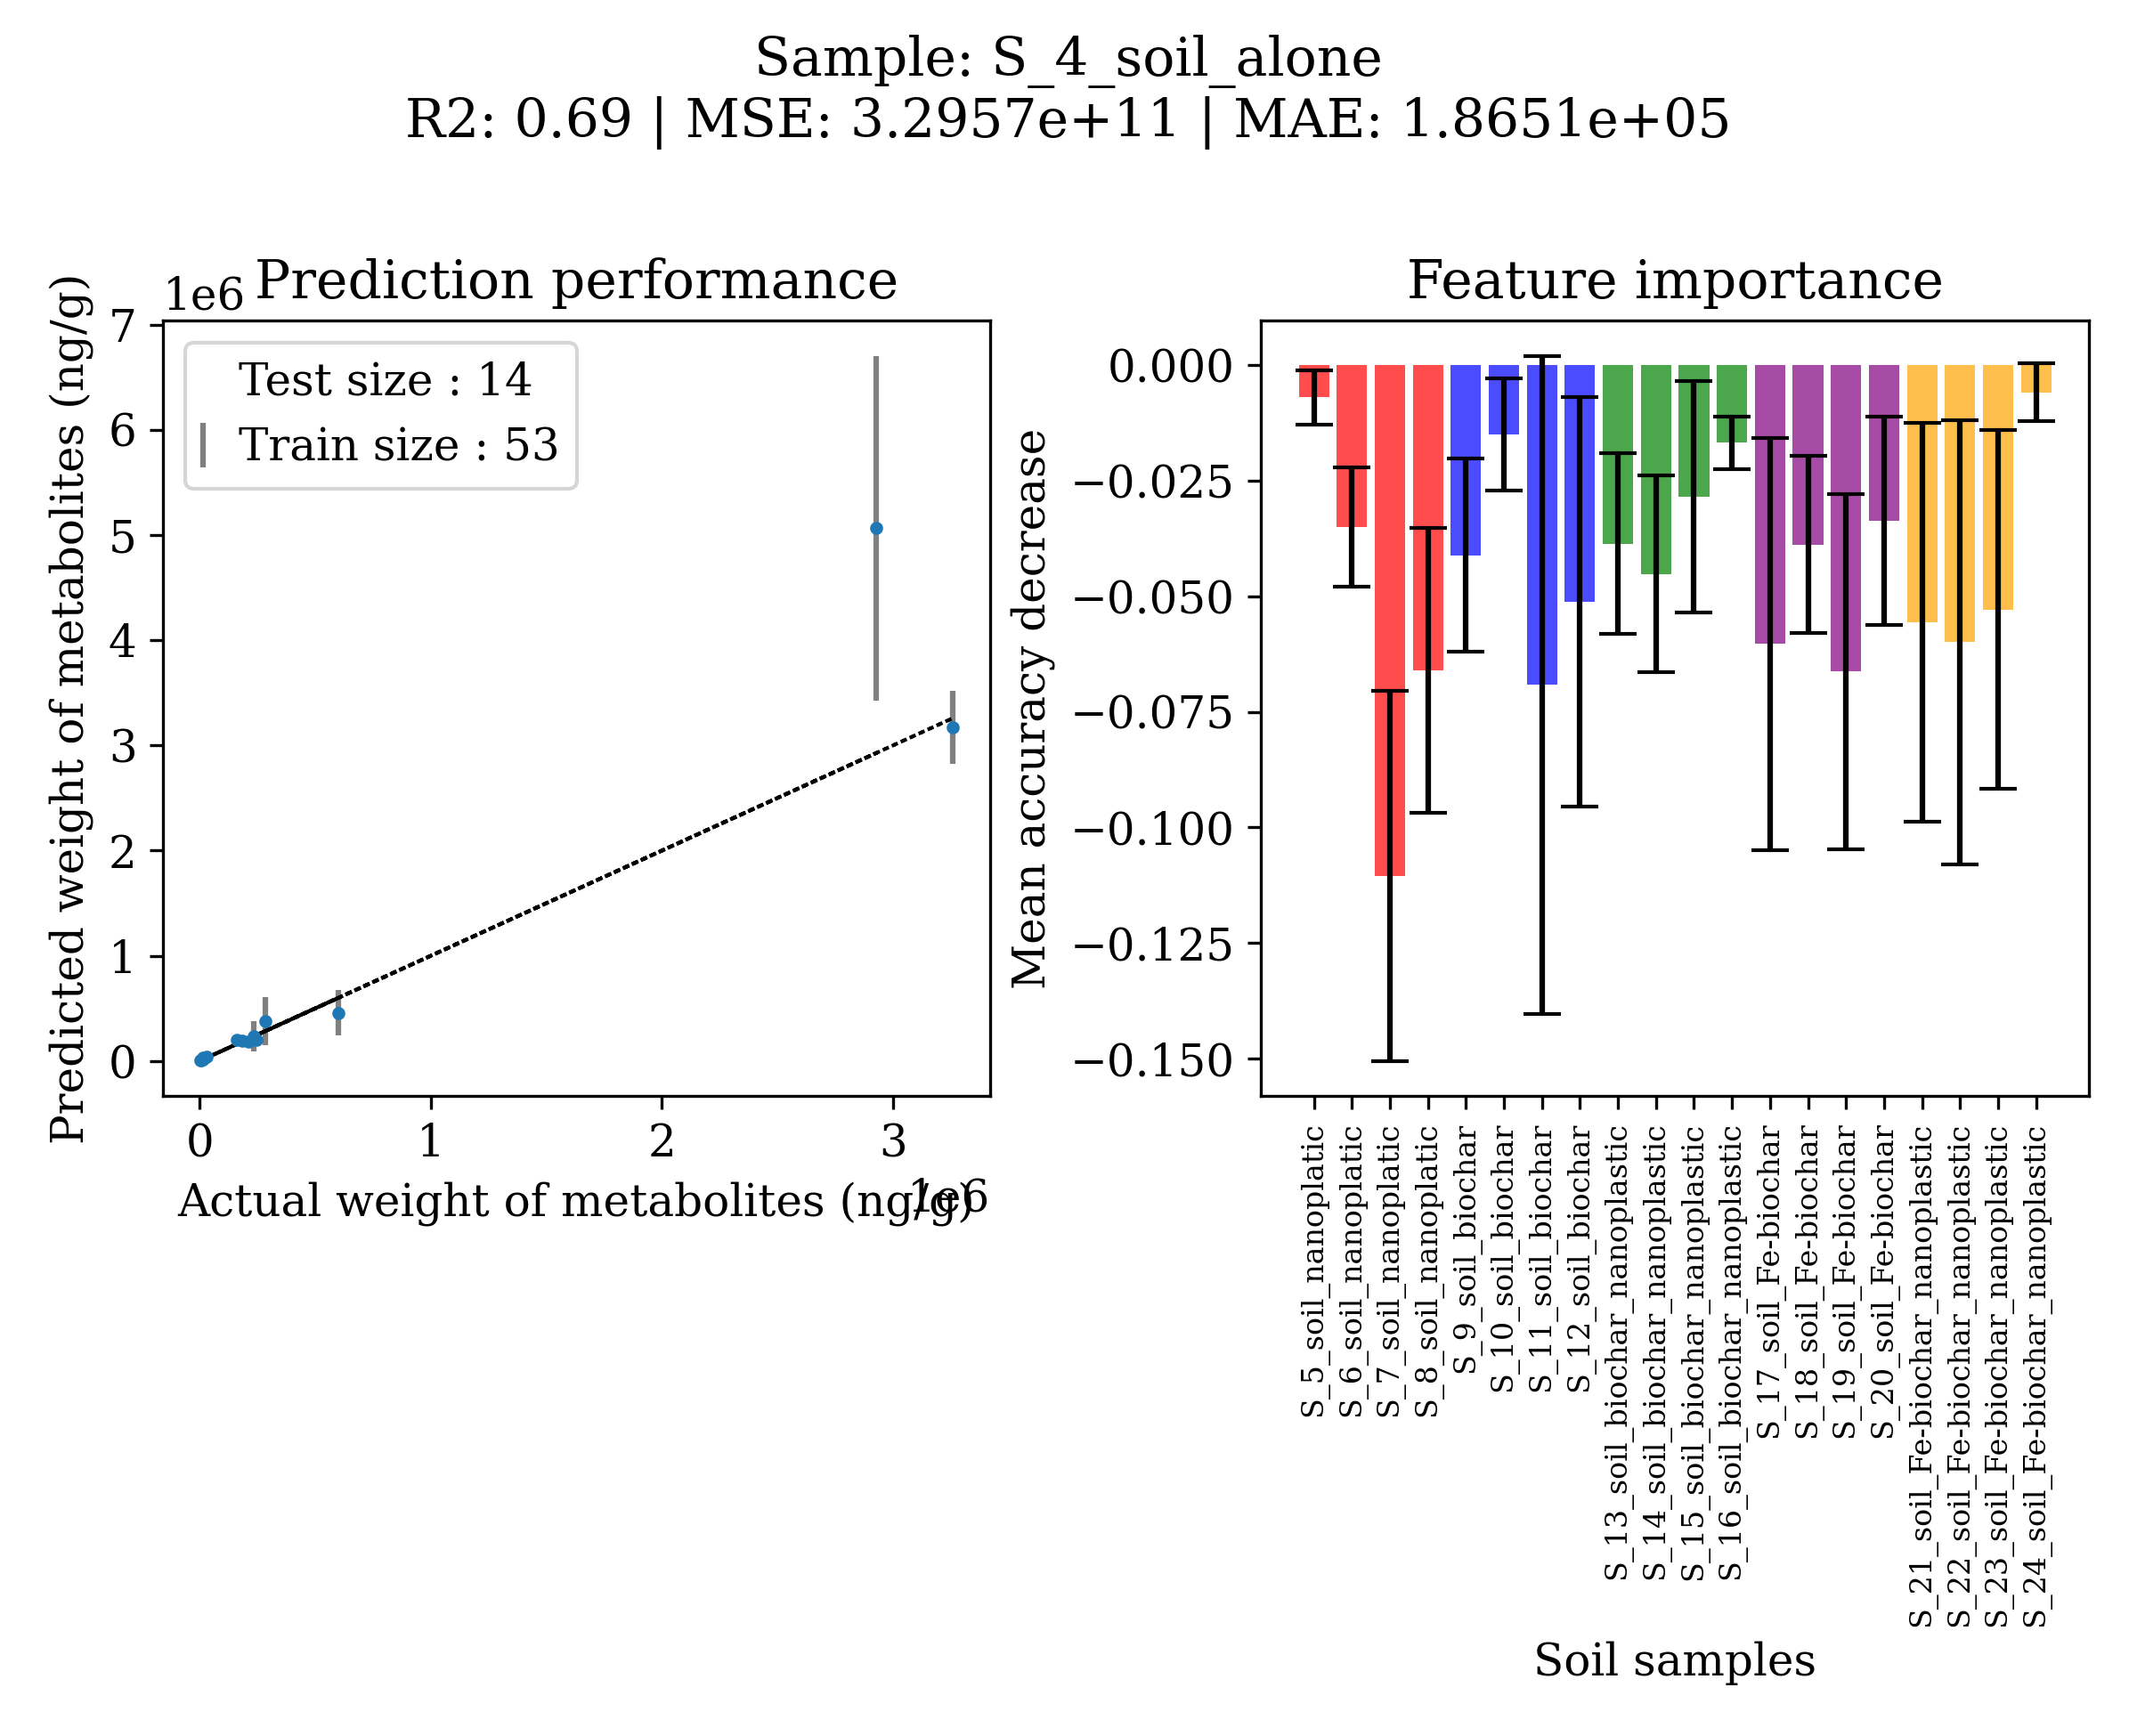 Sample: S_4_soil_alone
R2: 0.69 | MSE: 3.2957e+11 | MAE: 1.8651e+05
Prediction performance
1e6
Predicted weight of metabolites (ng/g)
7
6
5
4
3
2
1
0
Test size : 14
Train size : 53
0 1 2 3
Actual weight of metabolites (ng/g)
1e6
Feature importance
Mean accuracy decrease
0.000
−0.025
−0.050
−0.075
−0.100
−0.125
−0.150
S_5_soil_nanoplatic
S_6_soil_nanoplatic
S_7_soil_nanoplatic
S_8_soil_nanoplatic
S_9_soil_biochar
S_10_soil_biochar
S_11_soil_biochar
S_12_soil_biochar
S_13_soil_biochar_nanoplastic
S_14_soil_biochar_nanoplastic
S_15_soil_biochar_nanoplastic
S_16_soil_biochar_nanoplastic
S_17_soil_Fe-biochar
S_18_soil_Fe-biochar
S_19_soil_Fe-biochar
S_20_soil_Fe-biochar
S_21_soil_Fe-biochar_nanoplastic
S_22_soil_Fe-biochar_nanoplastic
S_23_soil_Fe-biochar_nanoplastic
S_24_soil_Fe-biochar_nanoplastic
Soil samples